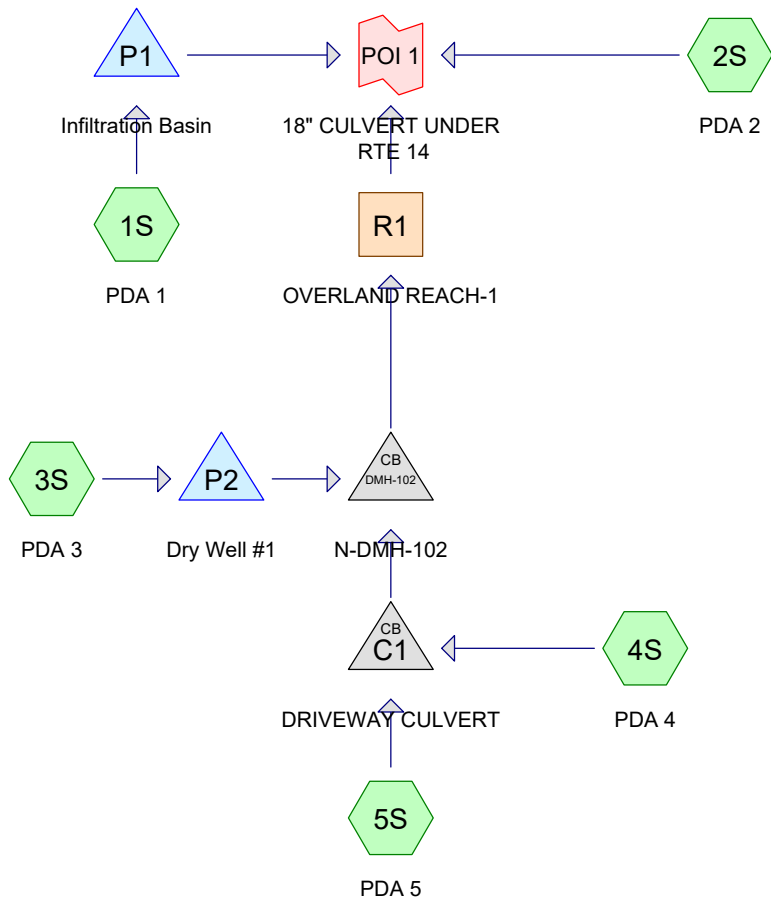 P1
POI 1
2S
Infiltration Basin
18" CULVERT UNDER
RTE 14
PDA 2
1S
R1
PDA 1
OVERLAND REACH-1
3S
P2
CB
DMH-102
PDA 3
Dry Well #1
N-DMH-102
CB
C1
4S
DRIVEWAY CULVERT
PDA 4
5S
PDA 5